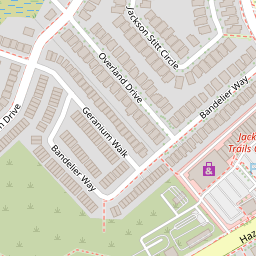 Jackson Stitt Circle
Overland Drive
Bandelier Way
Drive
Geranium Walk
Bandelier Way
Jack
Trails
Haz